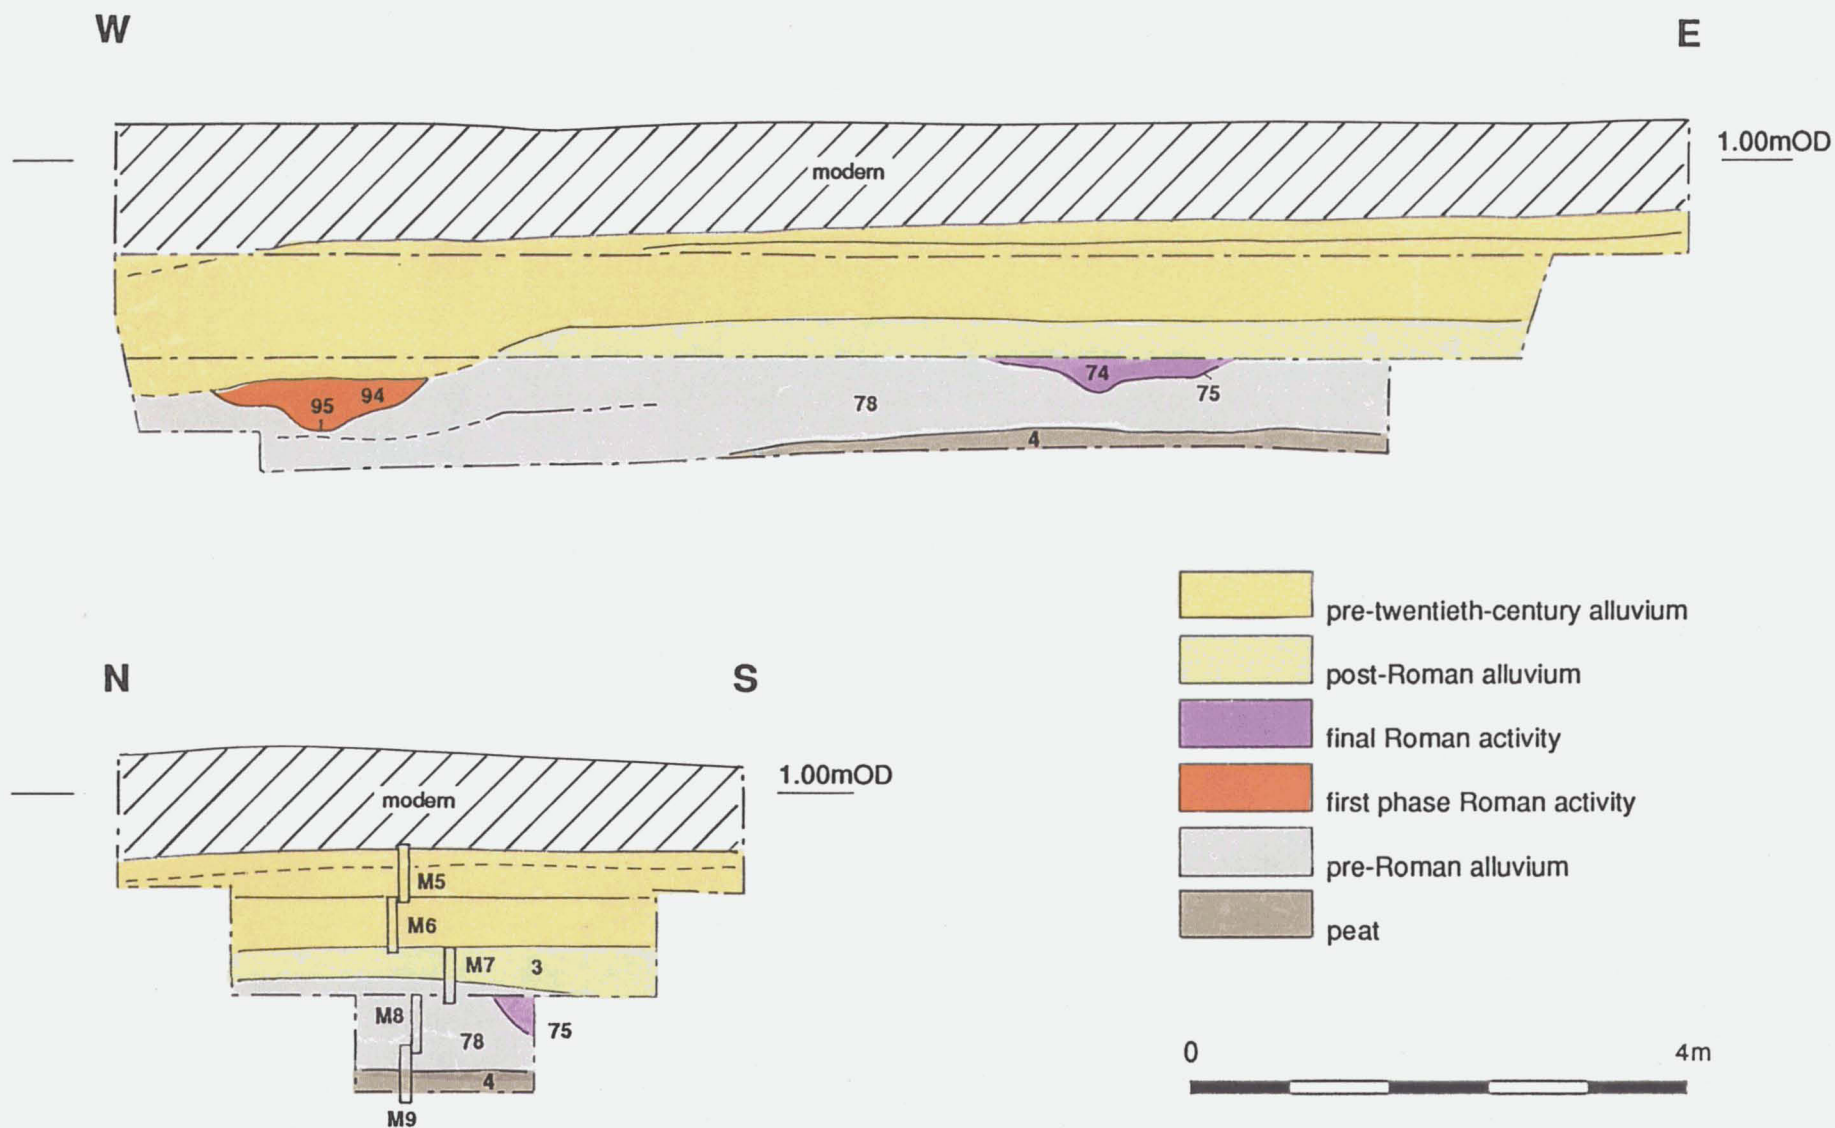 W
E
1.00mOD
modern
94
95
74
75
78
4
pre-twentieth-century alluvium
post-Roman alluvium
final Roman activity
first phase Roman activity
pre-Roman alluvium
peat
N
S
1.00mOD
modern
M5
M6
M7
3
M8
75
78
4
M9
0
4m